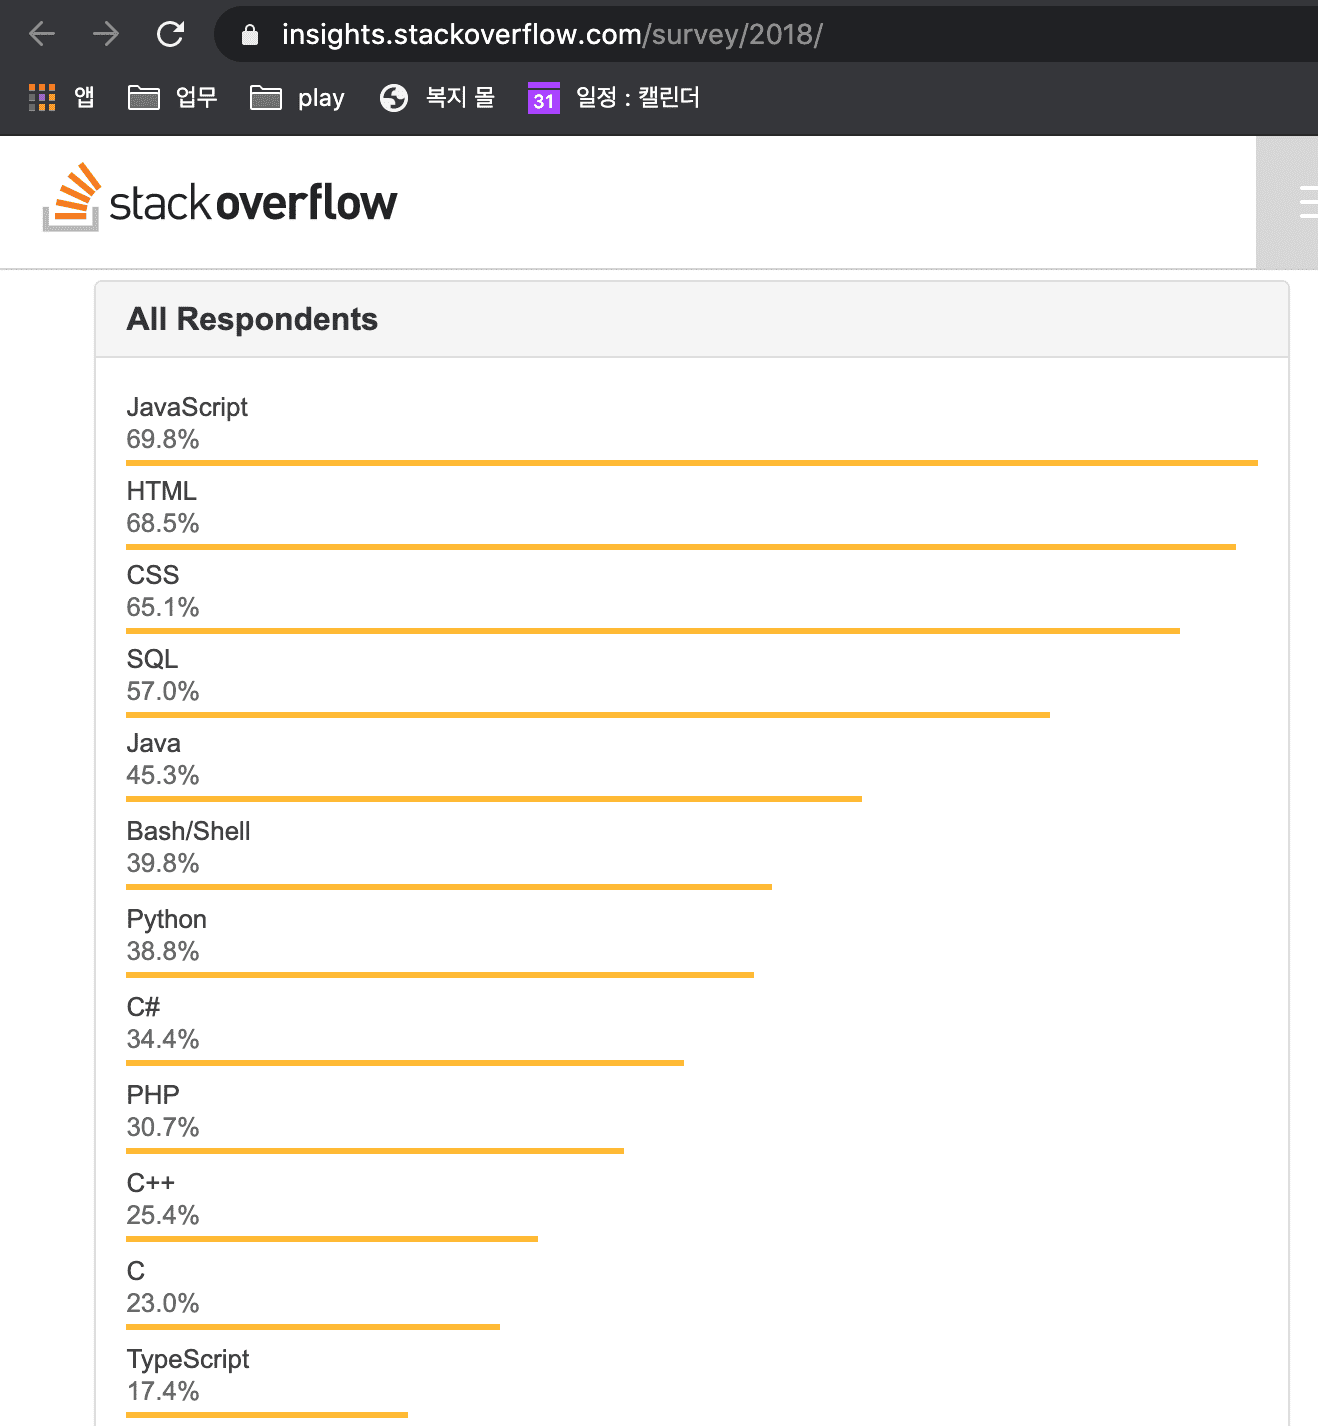 insights.stackoverflow.com/survey/2018/
앱 업무 play 복지 몰 31 일정 : 캘린더
stackoverflow
All Respondents
JavaScript
69.8%
HTML
68.5%
CSS
65.1%
SQL
57.0%
Java
45.3%
Bash/Shell
39.8%
Python
38.8%
C#
34.4%
PHP
30.7%
C++
25.4%
C
23.0%
TypeScript
17.4%